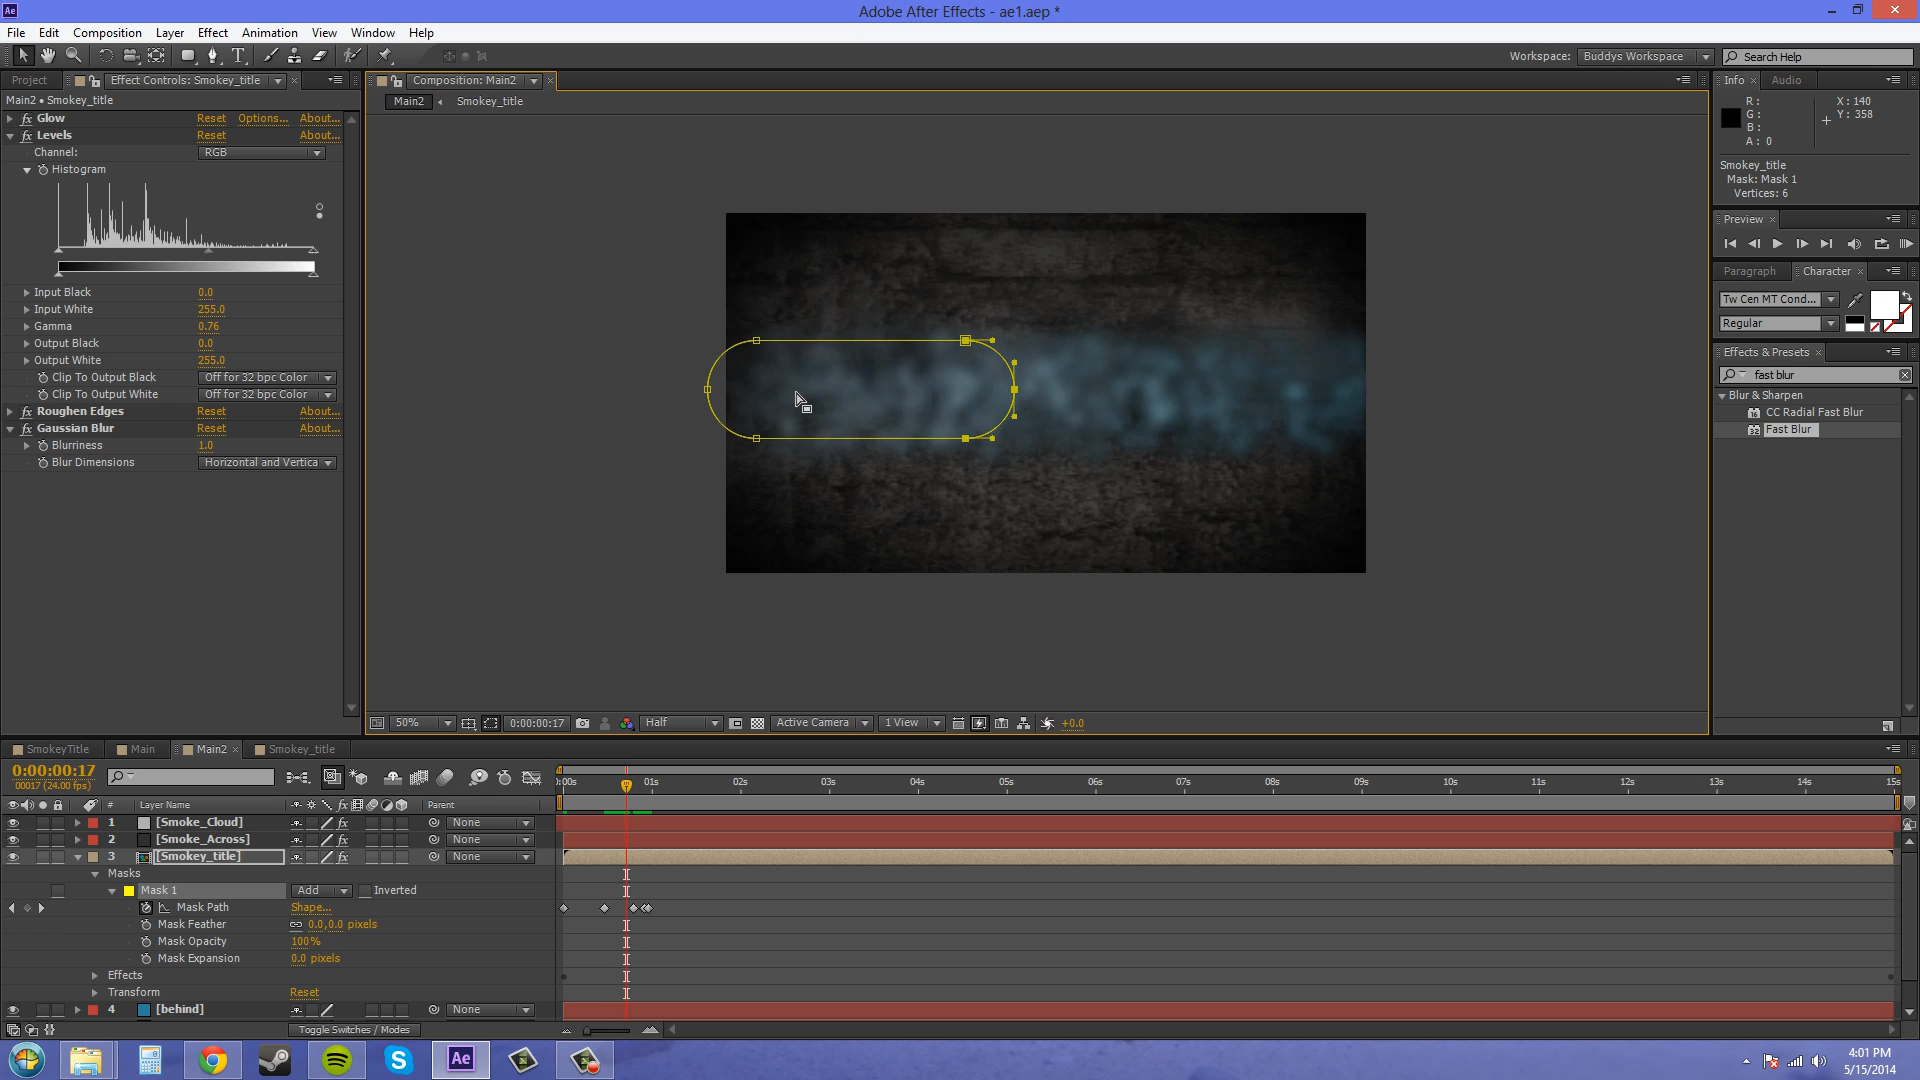 Adobe After Effects - ae1.aep *
File Edit Composition Layer Effect Animation View Window Help
Workspace: Buddys Workspace Search Help
Project Effect Controls: Smokey_title
Main2 • Smokey_title
fx Glow Reset Options... About...
fx Levels Reset About...
Channel: RGB
Histogram
Input Black 0.0
Input White 255.0
Gamma 0.76
Output Black 0.0
Output White 255.0
Clip To Output Black Off for 32 bpc Color
Clip To Output White Off for 32 bpc Color
fx Roughen Edges Reset About...
fx Gaussian Blur Reset About...
Blurriness 1.0
Blur Dimensions Horizontal and Vertica
Composition: Main2
Main2 Smokey_title
50% 0:00:00:17 Half Active Camera 1 View +0.0
Info Audio
R: X: 140
G: Y: 358
B:
A: 0
Smokey_title
Mask: Mask 1
Vertices: 6
Preview
Paragraph Character
Tw Cen MT Cond...
Regular
Effects & Presets
fast blur
Blur & Sharpen
CC Radial Fast Blur
Fast Blur
SmokeyTitle Main Main2 Smokey_title
0:00:00:17
00017 (24.00 fps)
:00s 01s 02s 03s 04s 05s 06s 07s 08s 09s 10s 11s 12s 13s 14s 15s
# Layer Name fx Parent
1 [Smoke_Cloud] fx None
2 [Smoke_Across] fx None
3 [Smokey_title] fx None
Masks
Mask 1 Add Inverted
Mask Path Shape...
Mask Feather 0.0,0.0 pixels
Mask Opacity 100%
Mask Expansion 0.0 pixels
Effects
Transform Reset
4 [behind] None
Toggle Switches / Modes
Ae
4:01 PM
5/15/2014